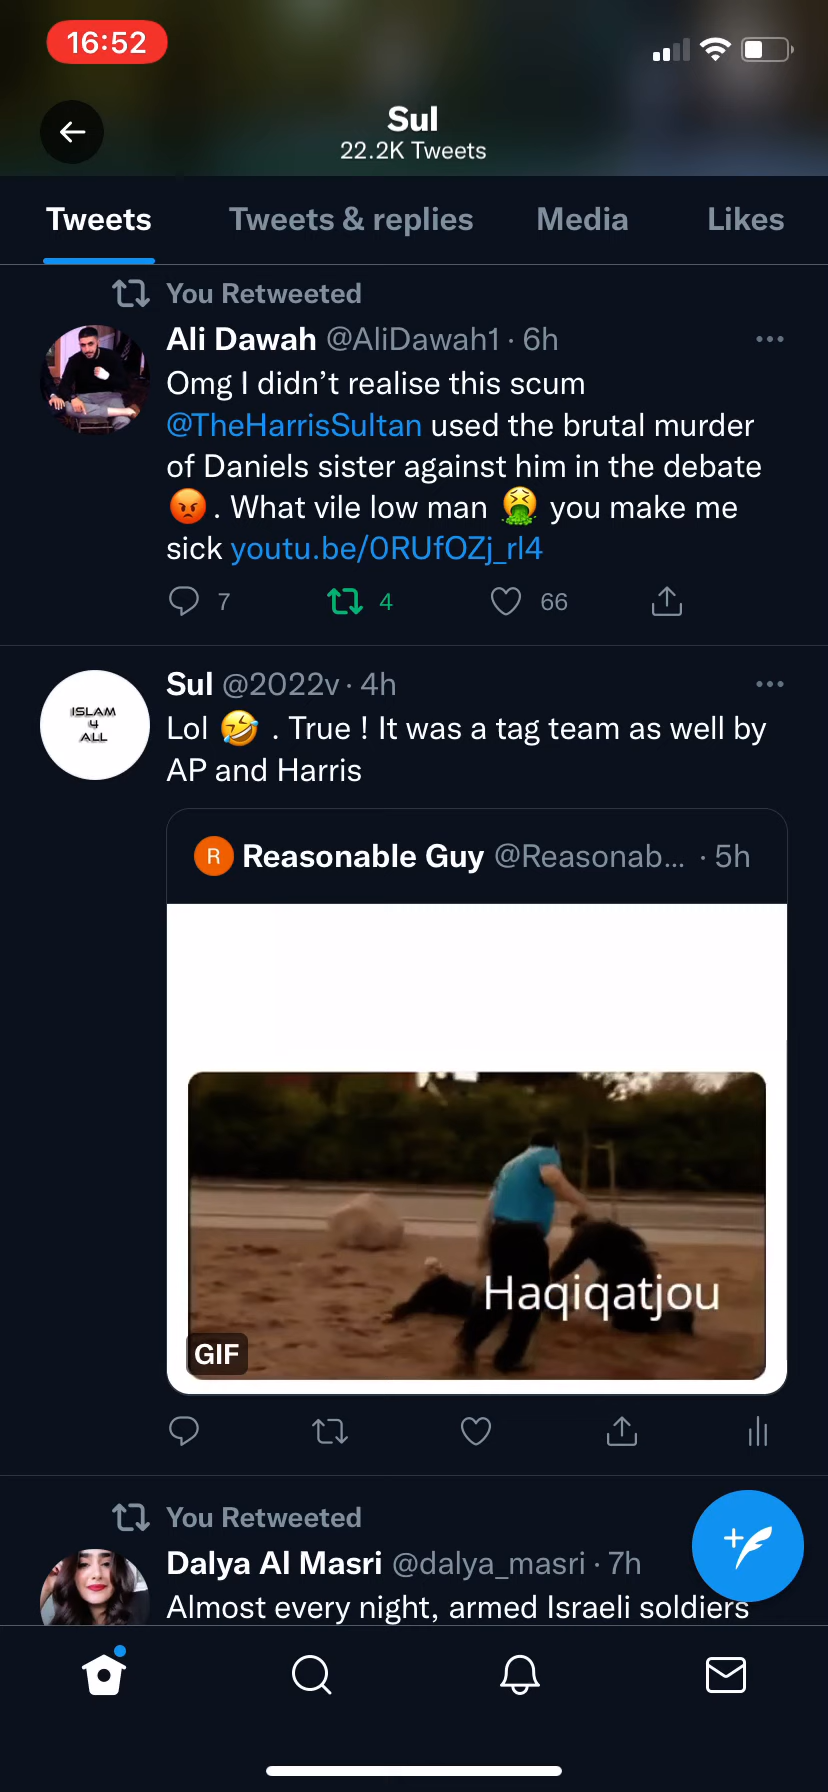 16:52
Sul
22.2K Tweets
Tweets Tweets & replies Media Likes
You Retweeted
Ali Dawah @AliDawah1 · 6h
Omg I didn’t realise this scum
@TheHarrisSultan used the brutal murder
of Daniels sister against him in the debate
😡 . What vile low man 🤮 you make me
sick youtu.be/0RUfOZj_rl4
7 4 66
ISLAM
4
ALL
Sul @2022v · 4h
Lol 🤣 . True ! It was a tag team as well by
AP and Harris
R Reasonable Guy @Reasonab... · 5h
Haqiqatjou
GIF
You Retweeted
Dalya Al Masri @dalya_masri · 7h
Almost every night, armed Israeli soldiers